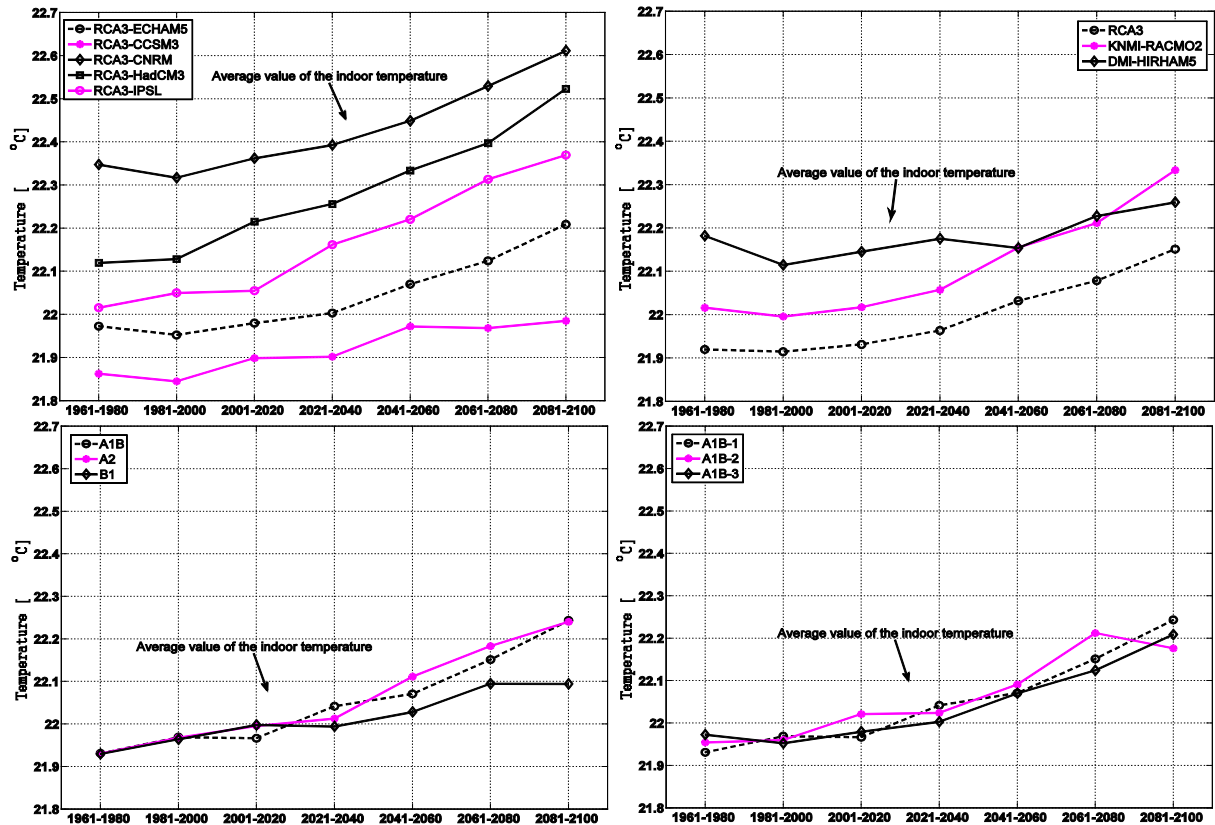 22.7
22.6
22.5
22.4
22.3
22.2
22.1
22
21.9
21.8
Temperature [ °C]
RCA3-ECHAM5
RCA3-CCSM3
RCA3-CNRM
RCA3-HadCM3
RCA3-IPSL
Average value of the indoor temperature
1961-1980 1981-2000 2001-2020 2021-2040 2041-2060 2061-2080 2081-2100
22.7
22.6
22.5
22.4
22.3
22.2
22.1
22
21.9
21.8
Temperature [ °C]
RCA3
KNMI-RACMO2
DMI-HIRHAM5
Average value of the indoor temperature
1961-1980 1981-2000 2001-2020 2021-2040 2041-2060 2061-2080 2081-2100
22.7
22.6
22.5
22.4
22.3
22.2
22.1
22
21.9
21.8
Temperature [ °C]
A1B
A2
B1
Average value of the indoor temperature
1961-1980 1981-2000 2001-2020 2021-2040 2041-2060 2061-2080 2081-2100
22.7
22.6
22.5
22.4
22.3
22.2
22.1
22
21.9
21.8
Temperature [ °C]
A1B-1
A1B-2
A1B-3
Average value of the indoor temperature
1961-1980 1981-2000 2001-2020 2021-2040 2041-2060 2061-2080 2081-2100